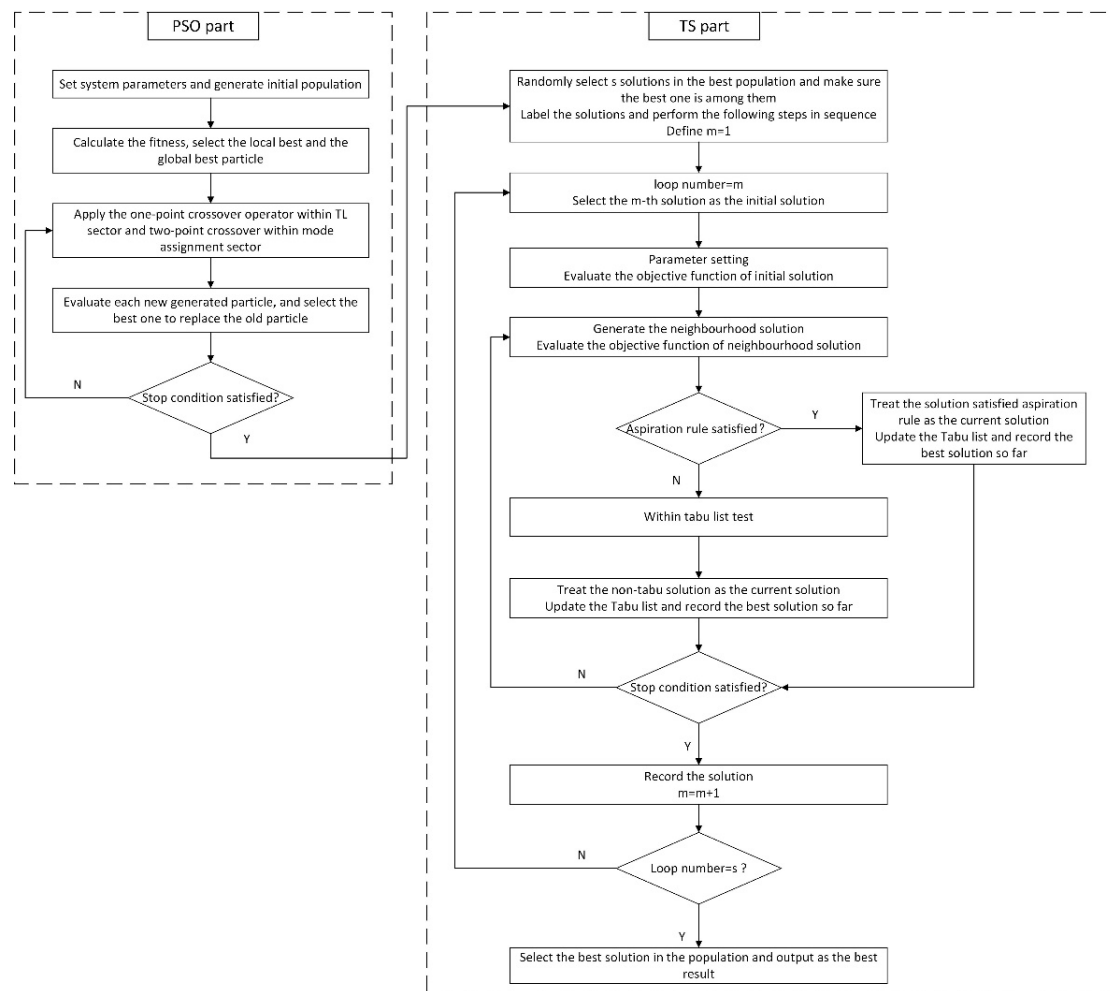 PSO part
Set system parameters and generate initial population
Calculate the fitness, select the local best and the
global best particle
Apply the one-point crossover operator within TL
sector and two-point crossover within mode
assignment sector
Evaluate each new generated particle, and select the
best one to replace the old particle
N
Stop condition satisfied?
Y
TS part
Randomly select s solutions in the best population and make sure
the best one is among them
Label the solutions and perform the following steps in sequence
Define m=1
loop number=m
Select the m-th solution as the initial solution
Parameter setting
Evaluate the objective function of initial solution
Generate the neighbourhood solution
Evaluate the objective function of neighbourhood solution
Aspiration rule satisfied?
Y
Treat the solution satisfied aspiration
rule as the current solution
Update the Tabu list and record the
best solution so far
N
Within tabu list test
Treat the non-tabu solution as the current solution
Update the Tabu list and record the best solution so far
N
Stop condition satisfied?
Y
Record the solution
m=m+1
N
Loop number=s ?
Y
Select the best solution in the population and output as the best
result